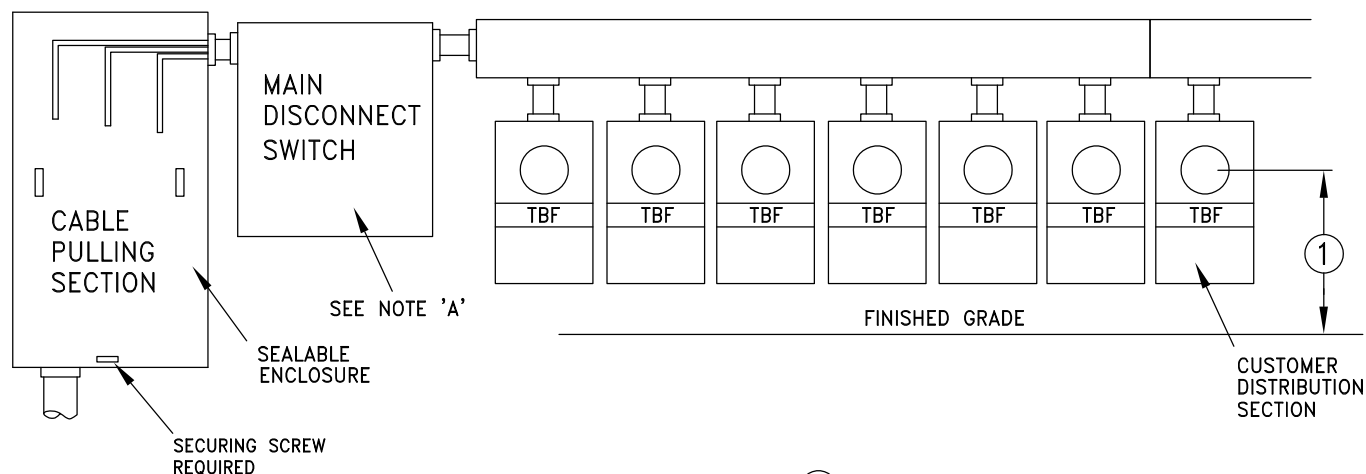 MAIN
DISCONNECT
SWITCH
CABLE
PULLING
SECTION
TBF TBF TBF TBF TBF TBF TBF
1
SEE NOTE 'A'
FINISHED GRADE
SEALABLE
ENCLOSURE
CUSTOMER
DISTRIBUTION
SECTION
SECURING SCREW
REQUIRED